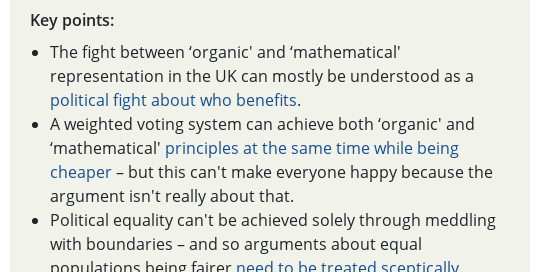 Key points:
The fight between ‘organic' and ‘mathematical'
representation in the UK can mostly be understood as a
political fight about who benefits.
A weighted voting system can achieve both ‘organic' and
‘mathematical' principles at the same time while being
cheaper – but this can't make everyone happy because the
argument isn't really about that.
Political equality can't be achieved solely through meddling
with boundaries – and so arguments about equal
populations being fairer need to be treated sceptically